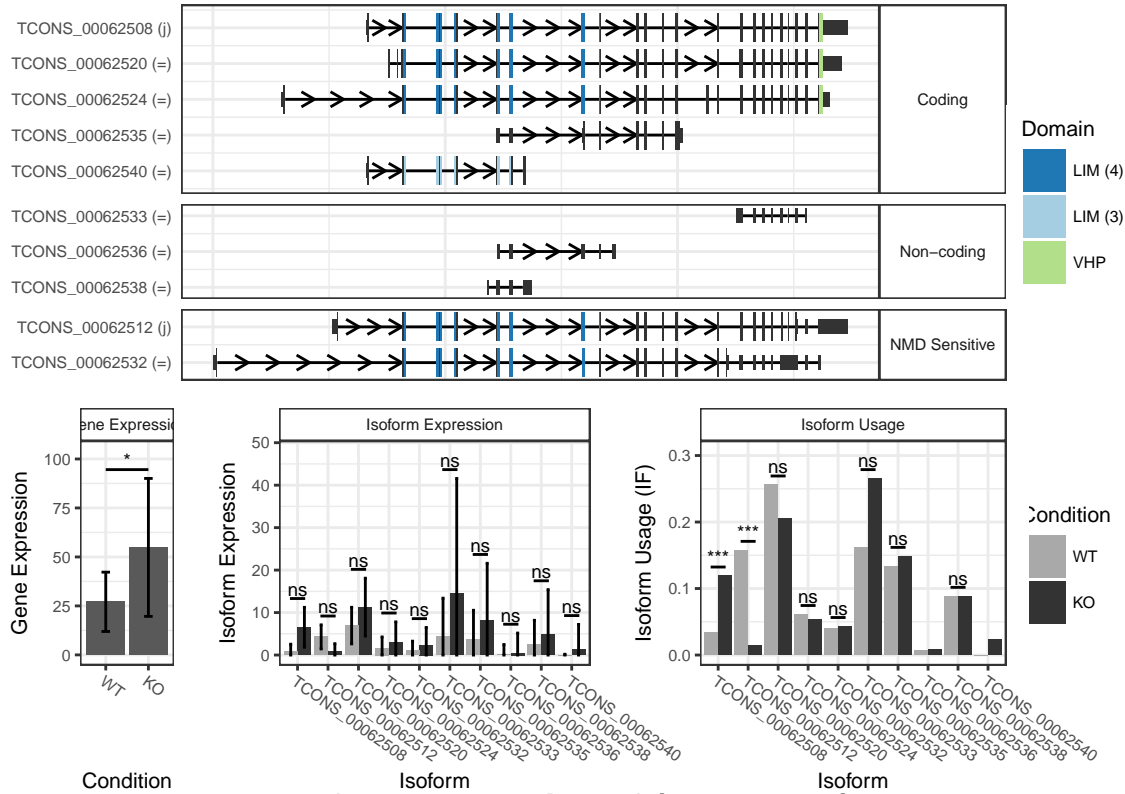 TCONS_00062508 (j)
TCONS_00062520 (=)
TCONS_00062524 (=)
TCONS_00062535 (=)
TCONS_00062540 (=)
Coding
TCONS_00062533 (=)
TCONS_00062536 (=)
TCONS_00062538 (=)
Non−coding
TCONS_00062512 (j)
TCONS_00062532 (=)
NMD Sensitive
Domain
LIM (4)
LIM (3)
VHP
ene Expressio
Gene Expression
100
75
50
25
0
*
WT
KO
Condition
Isoform Expression
Isoform Expression
50
40
30
20
10
0
ns
ns
ns
ns
ns
ns
ns
ns
ns
ns
TCONS_00062508
TCONS_00062512
TCONS_00062520
TCONS_00062524
TCONS_00062532
TCONS_00062533
TCONS_00062535
TCONS_00062536
TCONS_00062538
TCONS_00062540
Isoform
Isoform Usage
Isoform Usage (IF)
0.3
0.2
0.1
0.0
***
***
ns
ns
ns
ns
ns
ns
TCONS_00062508
TCONS_00062512
TCONS_00062520
TCONS_00062524
TCONS_00062532
TCONS_00062533
TCONS_00062535
TCONS_00062536
TCONS_00062538
TCONS_00062540
Isoform
Condition
WT
KO